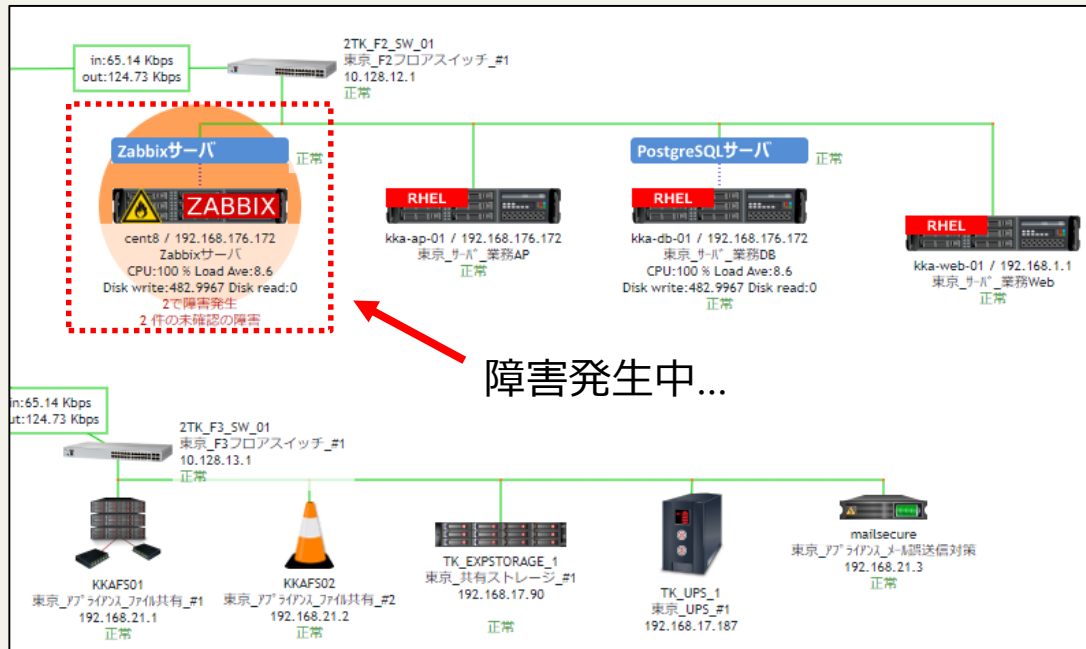 in:65.14 Kbps
out:124.73 Kbps
2TK_F2_SW_01
東京_F2フロアスイッチ_#1
10.128.12.1
正常
Zabbixサーバ
正常
ZABBIX
cent8 / 192.168.176.172
Zabbixサーバ
CPU:100 % Load Ave:8.6
Disk write:482.9967 Disk read:0
2で障害発生
2 件の未確認の障害
RHEL
kka-ap-01 / 192.168.176.172
東京_ｻｰﾊﾞ_業務AP
正常
PostgreSQLサーバ
正常
RHEL
kka-db-01 / 192.168.176.172
東京_ｻｰﾊﾞ_業務DB
CPU:100 % Load Ave:8.6
Disk write:482.9967 Disk read:0
正常
RHEL
kka-web-01 / 192.168.1.1
東京_ｻｰﾊﾞ_業務Web
正常
障害発生中...
in:65.14 Kbps
ut:124.73 Kbps
2TK_F3_SW_01
東京_F3フロアスイッチ_#1
10.128.13.1
正常
KKAFS01
東京_ｱﾌﾟﾗｲｱﾝｽ_ﾌｧｲﾙ共有_#1
192.168.21.1
正常
KKAFS02
東京_ｱﾌﾟﾗｲｱﾝｽ_ﾌｧｲﾙ共有_#2
192.168.21.2
正常
TK_EXPSTORAGE_1
東京_共有ストレージ_#1
192.168.17.90
正常
TK_UPS_1
東京_UPS_#1
192.168.17.187
mailsecure
東京_ｱﾌﾟﾗｲｱﾝｽ_ﾒｰﾙ誤送信対策
192.168.21.3
正常